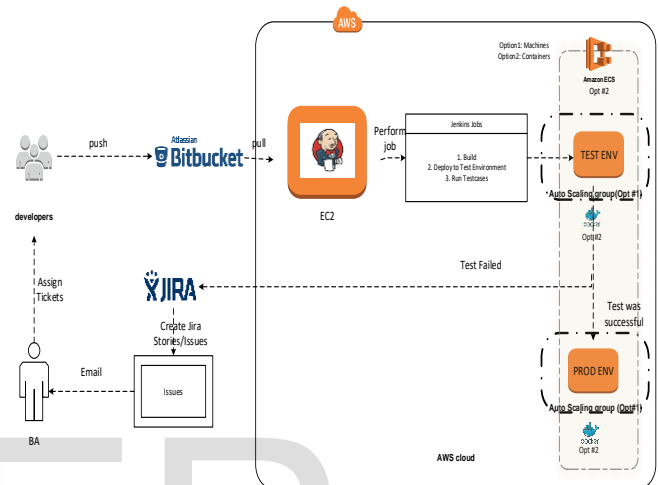 AWS
Option1: Machines
Option2: Containers
Amazon ECS
Opt #2
push
Atlassian
Bitbucket
pull
Perform
job
Jenkins Jobs
1. Build
2. Deploy to Test Environment
3. Run Testcases
TEST ENV
EC2
Auto Scaling group(Opt #1)
docker
Opt #2
developers
Test Failed
JIRA
Assign
Tickets
Create Jira
Stories/Issues
Test was
successful
Email
Issues
PROD ENV
BA
Auto Scaling group (Opt#1)
docker
Opt #2
AWS cloud